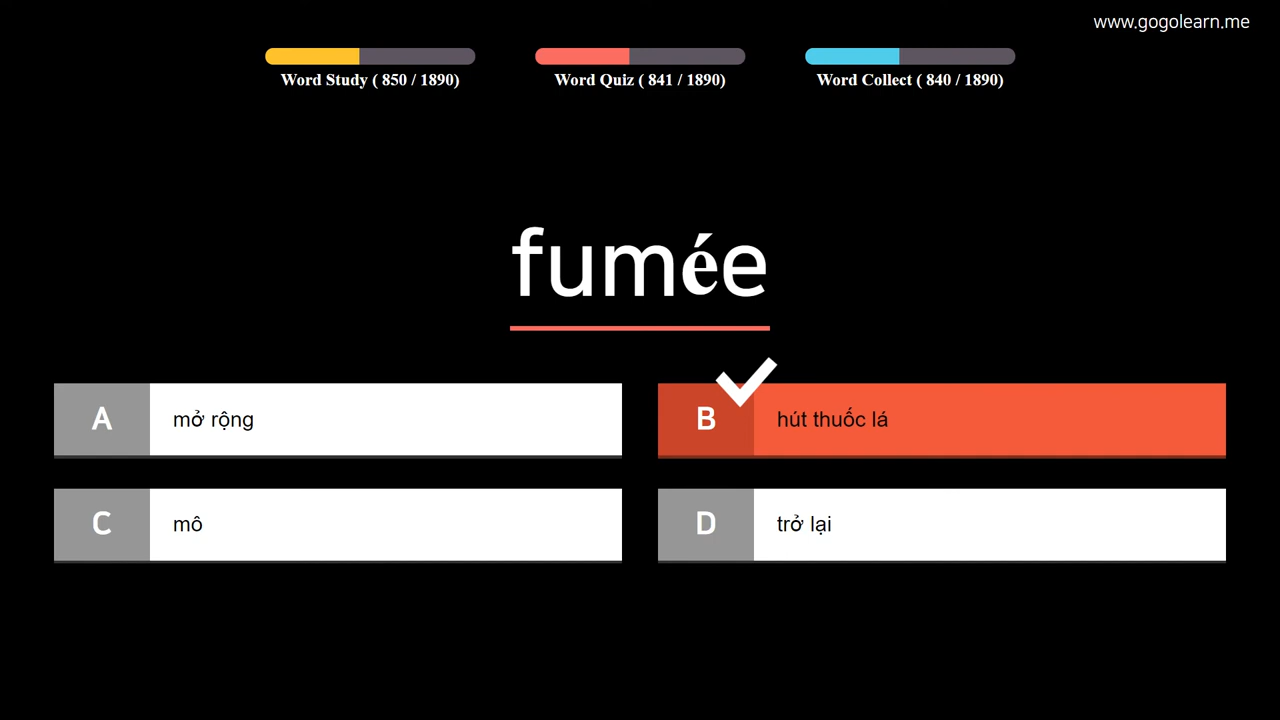 www.gogolearn.me
Word Study ( 850 / 1890)
Word Quiz ( 841 / 1890)
Word Collect ( 840 / 1890)
fumée
A
mở rộng
B
hút thuốc lá
C
mô
D
trở lại